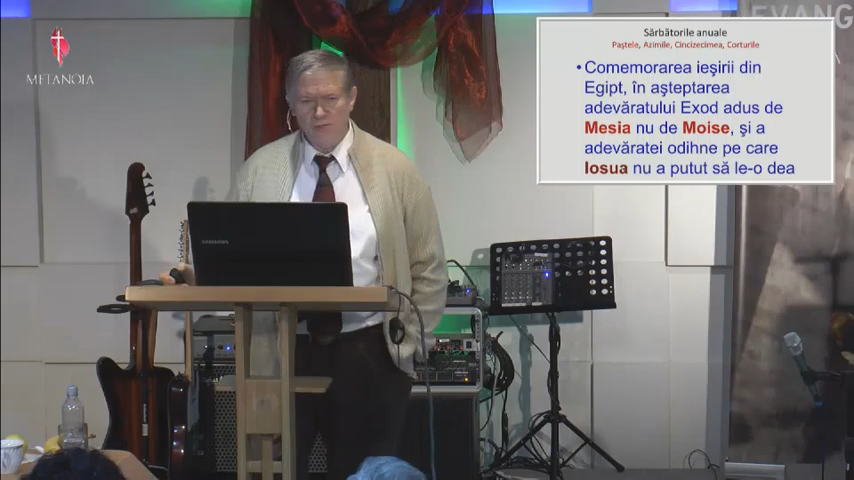 METANOIA
EVANG
Sărbătorile anuale
Paştele, Azimile, Cincizecimea, Corturile
•Comemorarea ieşirii din
Egipt, în aşteptarea
adevăratului Exod adus de
Mesia nu de Moise, şi a
adevăratei odihne pe care
Iosua nu a putut să le-o dea
SAMSUNG